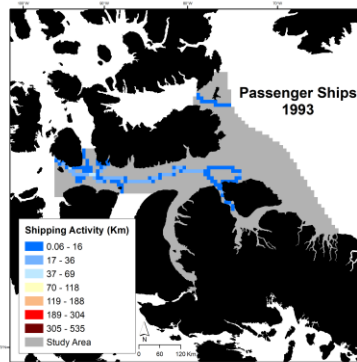 Passenger Ships
1993
Shipping Activity (Km)
0.06 - 16
17 - 36
37 - 69
70 - 118
119 - 188
189 - 304
305 - 535
Study Area
N
0 60 120 Km